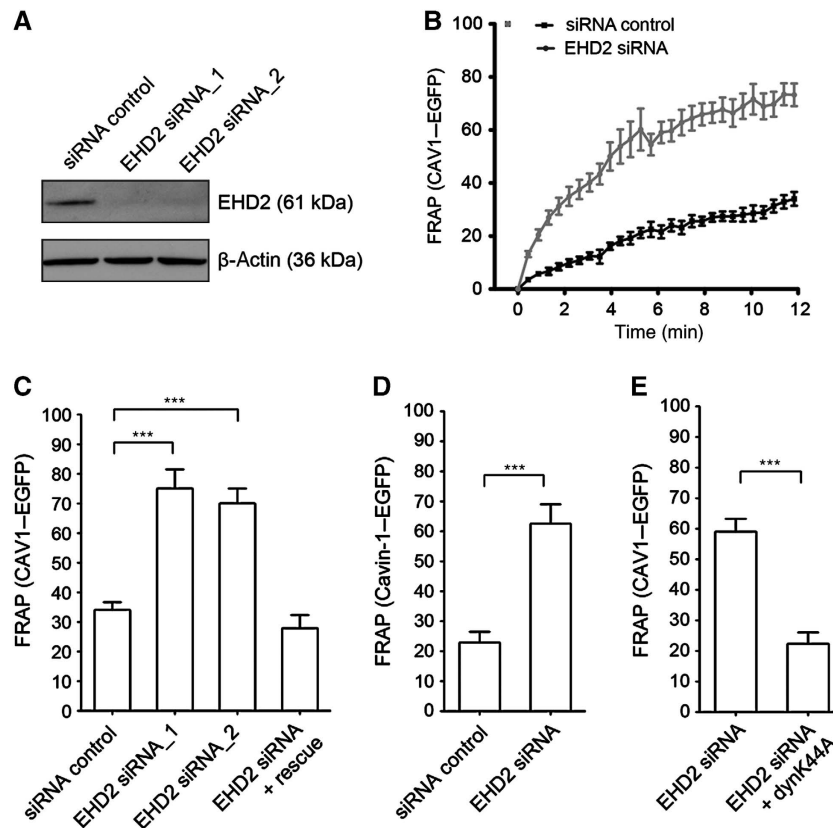 A
siRNA control
EHD2 siRNA_1
EHD2 siRNA_2
EHD2 (61 kDa)
β-Actin (36 kDa)
B
siRNA control
EHD2 siRNA
FRAP (CAV1–EGFP)
100
80
60
40
20
0
0
2
4
6
8
10
12
Time (min)
C
FRAP (CAV1–EGFP)
100
90
80
70
60
50
40
30
20
10
0
***
***
siRNA control
EHD2 siRNA_1
EHD2 siRNA_2
EHD2 siRNA
+ rescue
D
FRAP (Cavin-1–EGFP)
100
90
80
70
60
50
40
30
20
10
0
***
siRNA control
EHD2 siRNA
E
FRAP (CAV1–EGFP)
100
90
80
70
60
50
40
30
20
10
0
***
EHD2 siRNA
EHD2 siRNA
+ dynK44A